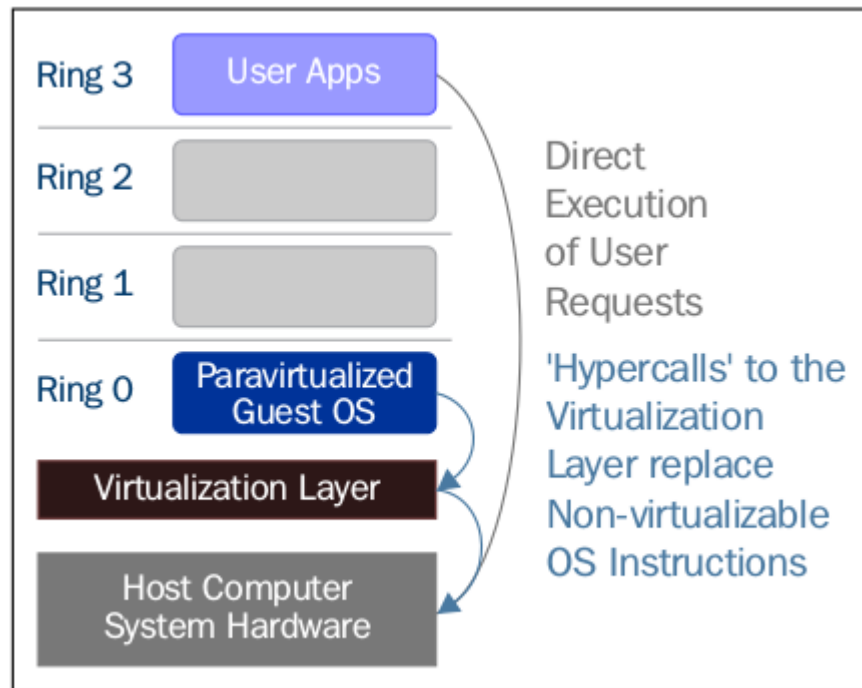 Ring 3
User Apps
Ring 2
Ring 1
Ring 0
Paravirtualized
Guest OS
Virtualization Layer
Host Computer
System Hardware
Direct
Execution
of User
Requests
'Hypercalls' to the
Virtualization
Layer replace
Non-virtualizable
OS Instructions